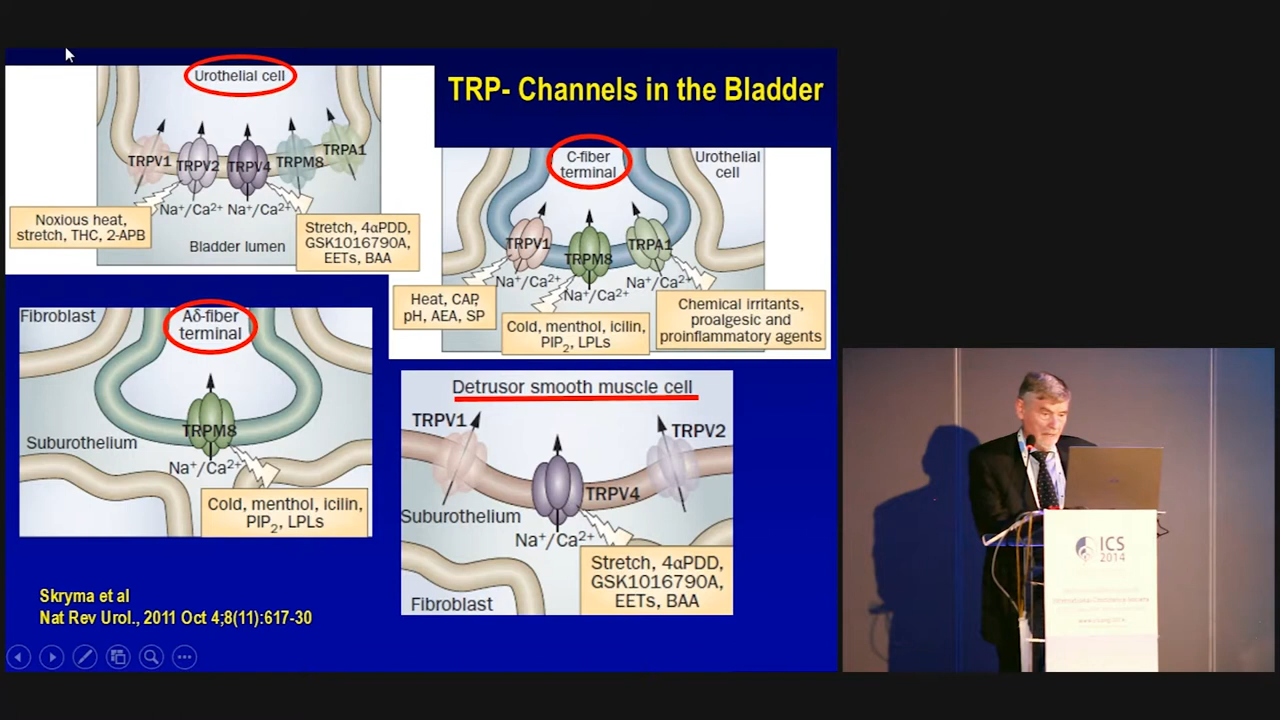 TRP- Channels in the Bladder
Urothelial cell
TRPV1
TRPV2
TRPV4
TRPM8
TRPA1
Na⁺/Ca²⁺
Na⁺/Ca²⁺
Noxious heat,
stretch, THC, 2-APB
Bladder lumen
Stretch, 4αPDD,
GSK1016790A,
EETs, BAA
C-fiber
terminal
Urothelial
cell
TRPV1
TRPM8
TRPA1
Na⁺/Ca²⁺
Na⁺/Ca²⁺
Na⁺/Ca²⁺
Heat, CAP,
pH, AEA, SP
Cold, menthol, icilin,
PIP₂, LPLs
Chemical irritants,
proalgesic and
proinflammatory agents
Fibroblast
Aδ-fiber
terminal
TRPM8
Suburothelium
Na⁺/Ca²⁺
Cold, menthol, icilin,
PIP₂, LPLs
Detrusor smooth muscle cell
TRPV1
TRPV2
TRPV4
Suburothelium
Na⁺/Ca²⁺
Stretch, 4αPDD,
GSK1016790A,
EETs, BAA
Fibroblast
Skryma et al
Nat Rev Urol., 2011 Oct 4;8(11):617-30
ICS
2014